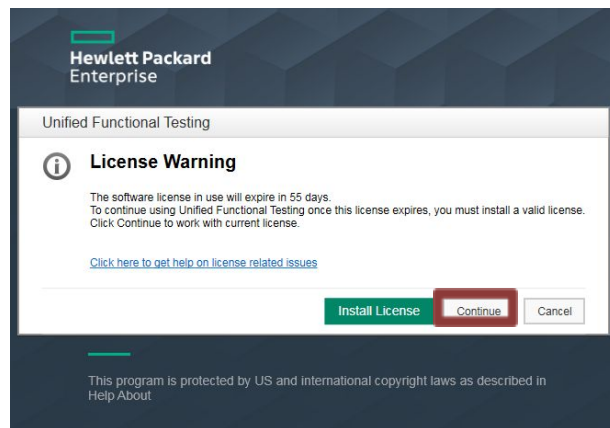 Hewlett Packard
Enterprise
Unified Functional Testing
License Warning
The software license in use will expire in 55 days.
To continue using Unified Functional Testing once this license expires, you must install a valid license.
Click Continue to work with current license.
Click here to get help on license related issues
Install License Continue Cancel
This program is protected by US and international copyright laws as described in
Help About